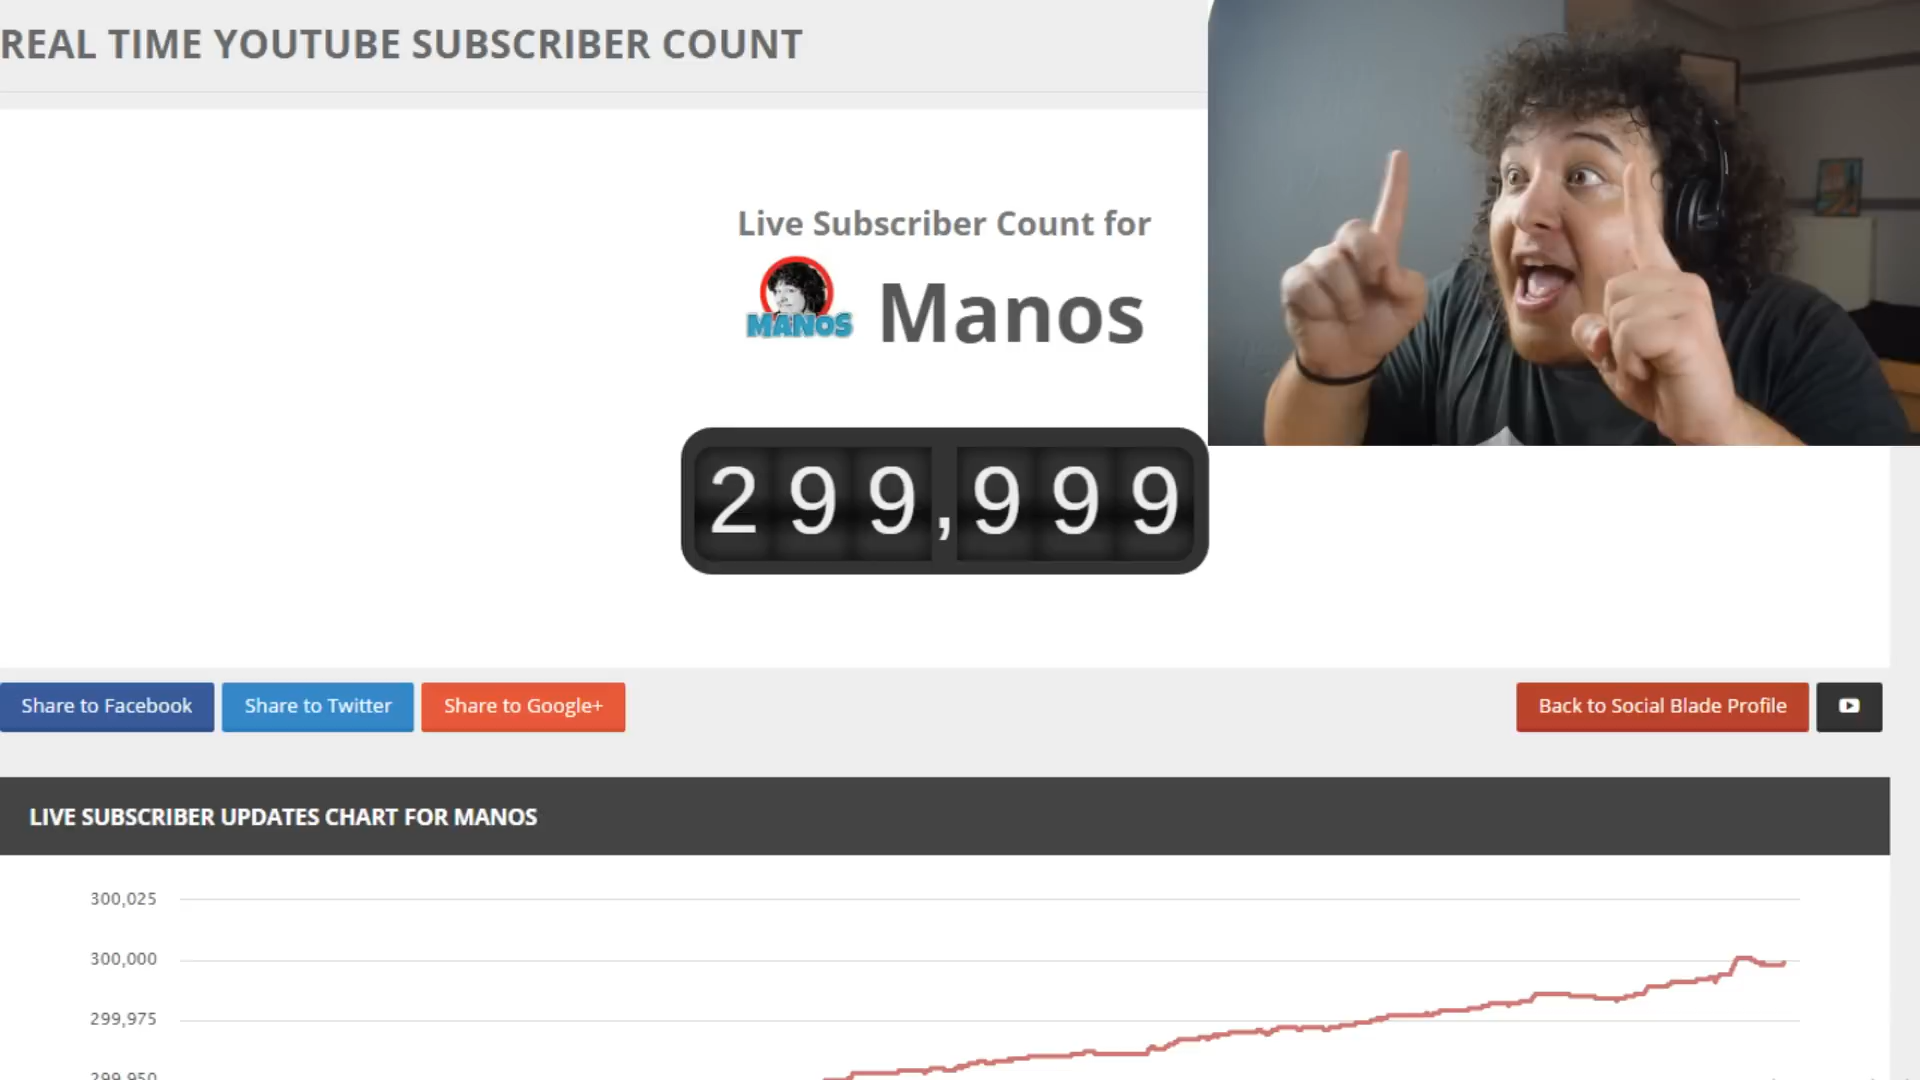 REAL TIME YOUTUBE SUBSCRIBER COUNT
Live Subscriber Count for
MANOS
Manos
299,999
Share to Facebook
Share to Twitter
Share to Google+
Back to Social Blade Profile
LIVE SUBSCRIBER UPDATES CHART FOR MANOS
300,025
300,000
299,975
299,950